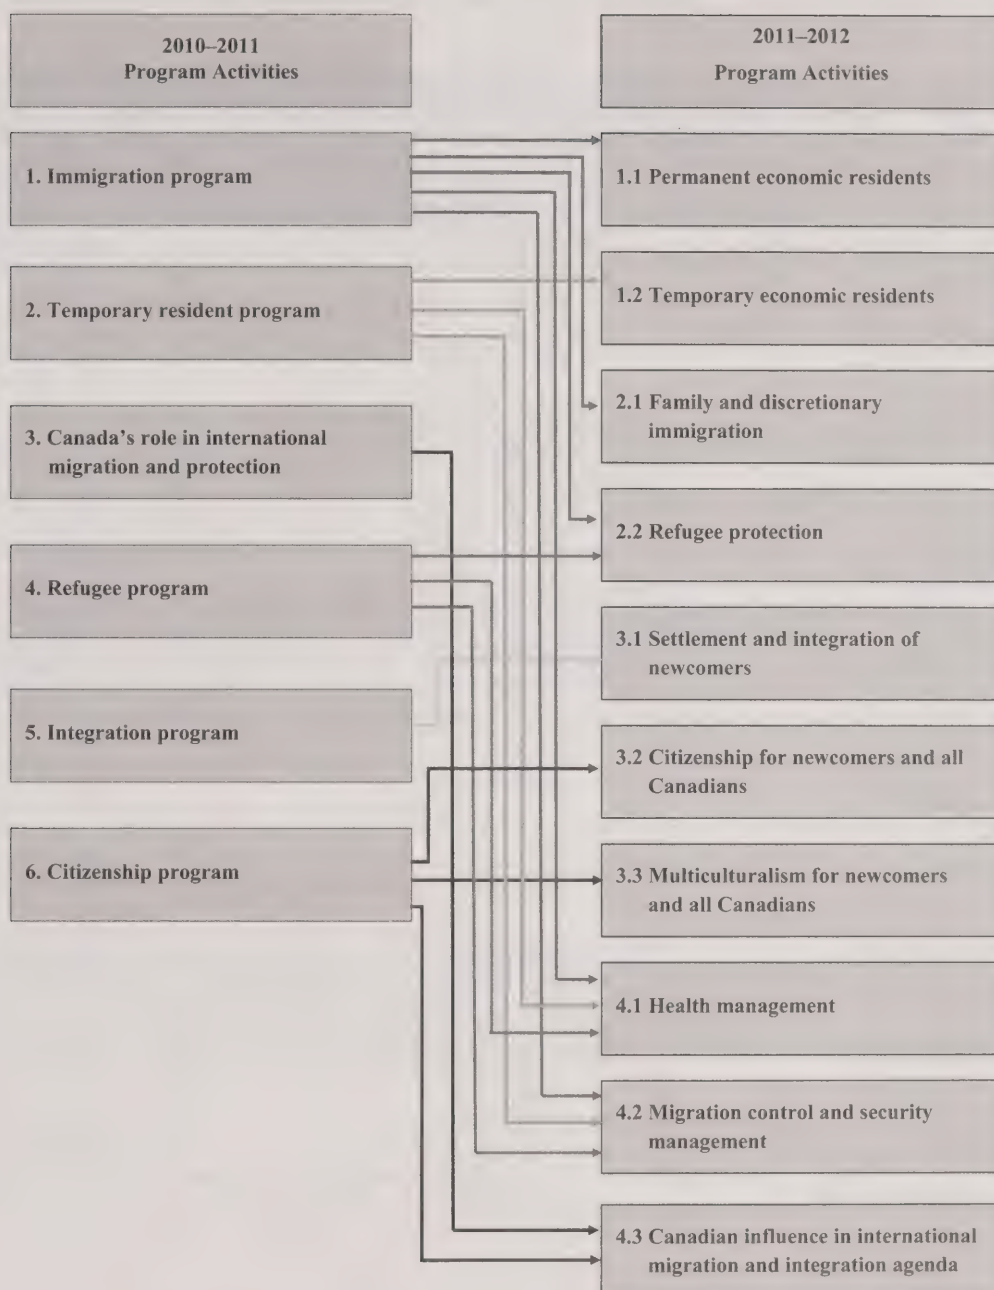 2010–2011
Program Activities
1. Immigration program
2. Temporary resident program
3. Canada's role in international
migration and protection
4. Refugee program
5. Integration program
6. Citizenship program
2011–2012
Program Activities
1.1 Permanent economic residents
1.2 Temporary economic residents
2.1 Family and discretionary
immigration
2.2 Refugee protection
3.1 Settlement and integration of
newcomers
3.2 Citizenship for newcomers and all
Canadians
3.3 Multiculturalism for newcomers
and all Canadians
4.1 Health management
4.2 Migration control and security
management
4.3 Canadian influence in international
migration and integration agenda